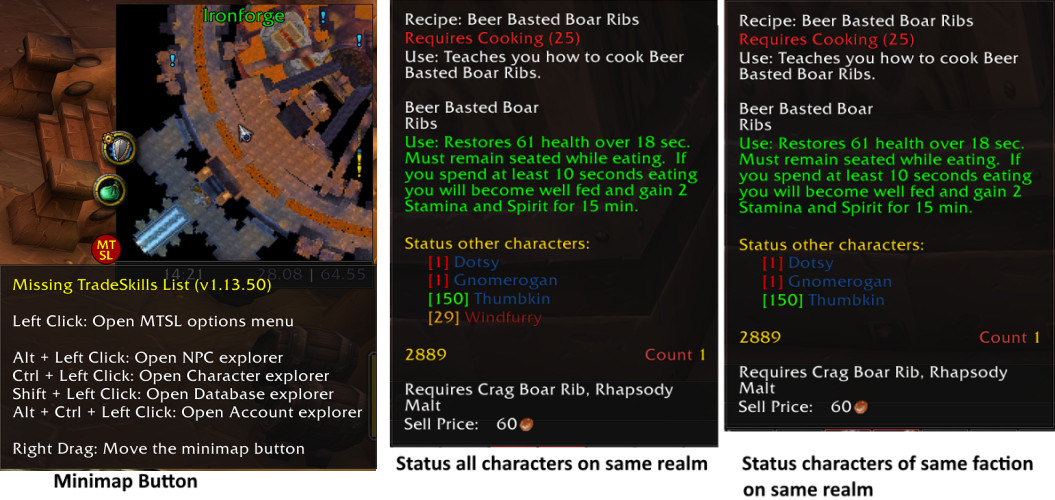 Ironforge
MT
SL
14:21 28.08 | 64.55
Missing TradeSkills List (v1.13.50)
Left Click: Open MTSL options menu
Alt + Left Click: Open NPC explorer
Ctrl + Left Click: Open Character explorer
Shift + Left Click: Open Database explorer
Alt + Ctrl + Left Click: Open Account explorer
Right Drag: Move the minimap button
Minimap Button
Recipe: Beer Basted Boar Ribs
Requires Cooking (25)
Use: Teaches you how to cook Beer
Basted Boar Ribs.
Beer Basted Boar
Ribs
Use: Restores 61 health over 18 sec.
Must remain seated while eating. If
you spend at least 10 seconds eating
you will become well fed and gain 2
Stamina and Spirit for 15 min.
Status other characters:
[1] Dotsy
[1] Gnomerogan
[150] Thumbkin
[29] Windfurry
2889 Count 1
Requires Crag Boar Rib, Rhapsody
Malt
Sell Price: 60
Status all characters on same realm
Recipe: Beer Basted Boar Ribs
Requires Cooking (25)
Use: Teaches you how to cook Beer
Basted Boar Ribs.
Beer Basted Boar
Ribs
Use: Restores 61 health over 18 sec.
Must remain seated while eating. If
you spend at least 10 seconds eating
you will become well fed and gain 2
Stamina and Spirit for 15 min.
Status other characters:
[1] Dotsy
[1] Gnomerogan
[150] Thumbkin
2889 Count 1
Requires Crag Boar Rib, Rhapsody
Malt
Sell Price: 60
Status characters of same faction
on same realm